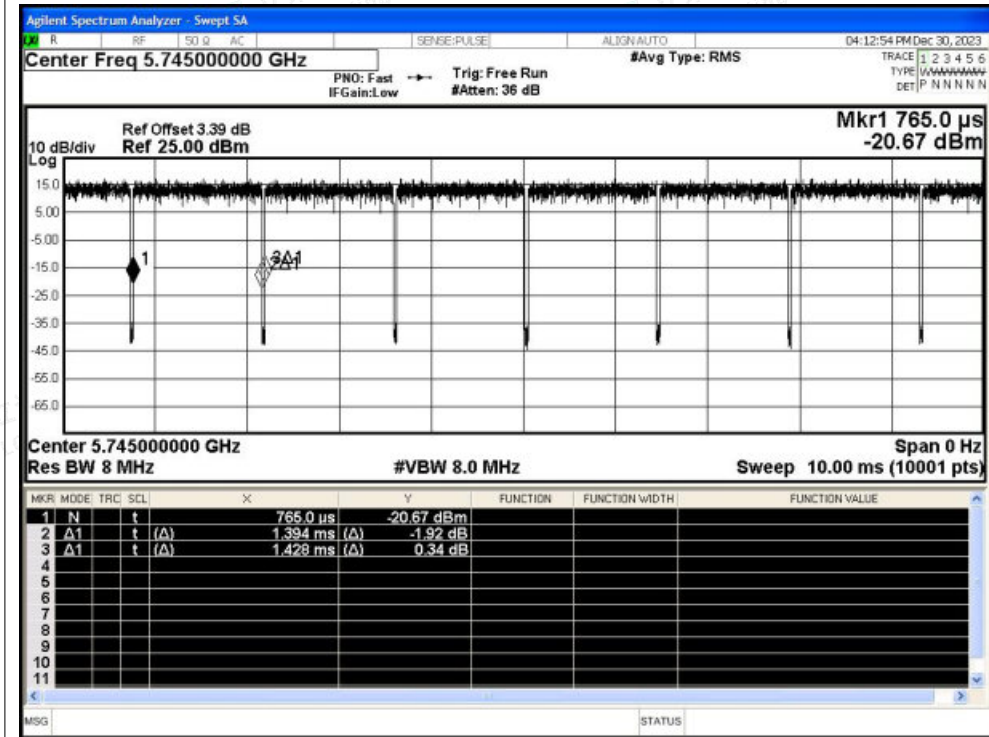 Agilent Spectrum Analyzer - Swept SA
R RF 50 Ω AC SENSE:PULSE ALIGN AUTO 04:12:54 PM Dec 30, 2023
Center Freq 5.745000000 GHz #Avg Type: RMS TRACE 1 2 3 4 5 6
PNO: Fast Trig: Free Run TYPE
IFGain:Low #Atten: 36 dB DET P N N N N N
Mkr1 765.0 µs
Ref Offset 3.39 dB
10 dB/div Ref 25.00 dBm -20.67 dBm
Log
15.0
5.00
-5.00
1 3Δ1
-15.0
-25.0
-35.0
-45.0
-55.0
-65.0
Center 5.745000000 GHz Span 0 Hz
Res BW 8 MHz #VBW 8.0 MHz Sweep 10.00 ms (10001 pts)
MKR MODE TRC SCL X Y FUNCTION FUNCTION WIDTH FUNCTION VALUE
1 N t 765.0 µs -20.67 dBm
2 Δ1 t (Δ) 1.394 ms (Δ) -1.92 dB
3 Δ1 t (Δ) 1.428 ms (Δ) 0.34 dB
4
5
6
7
8
9
10
11
MSG STATUS